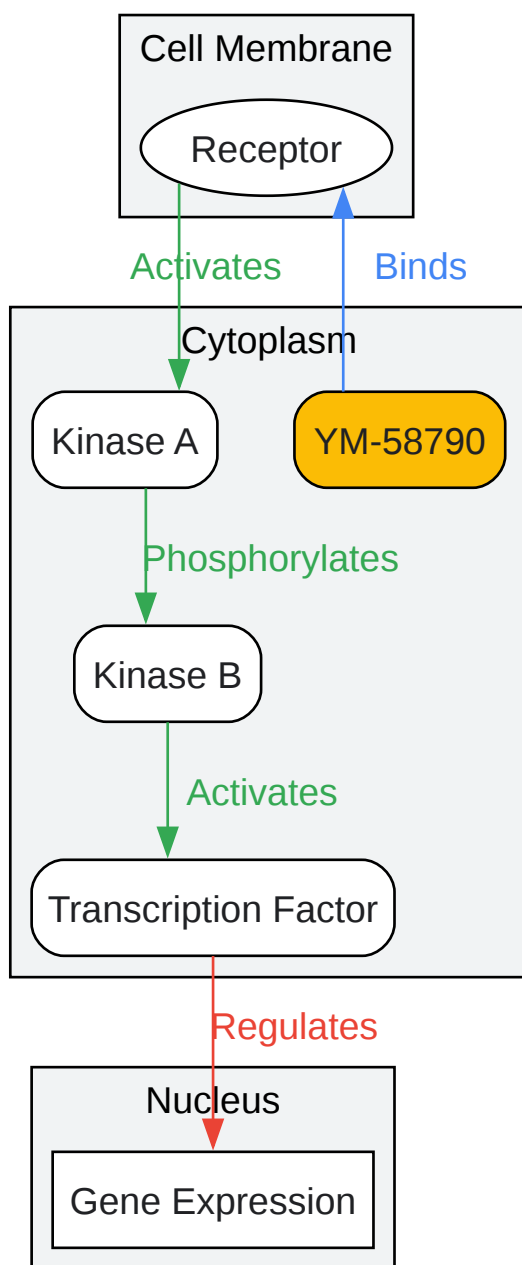 Cell Membrane
Receptor
Activates
Binds
Cytoplasm
Kinase A
YM-58790
Phosphorylates
Kinase B
Activates
Transcription Factor
Regulates
Nucleus
Gene Expression